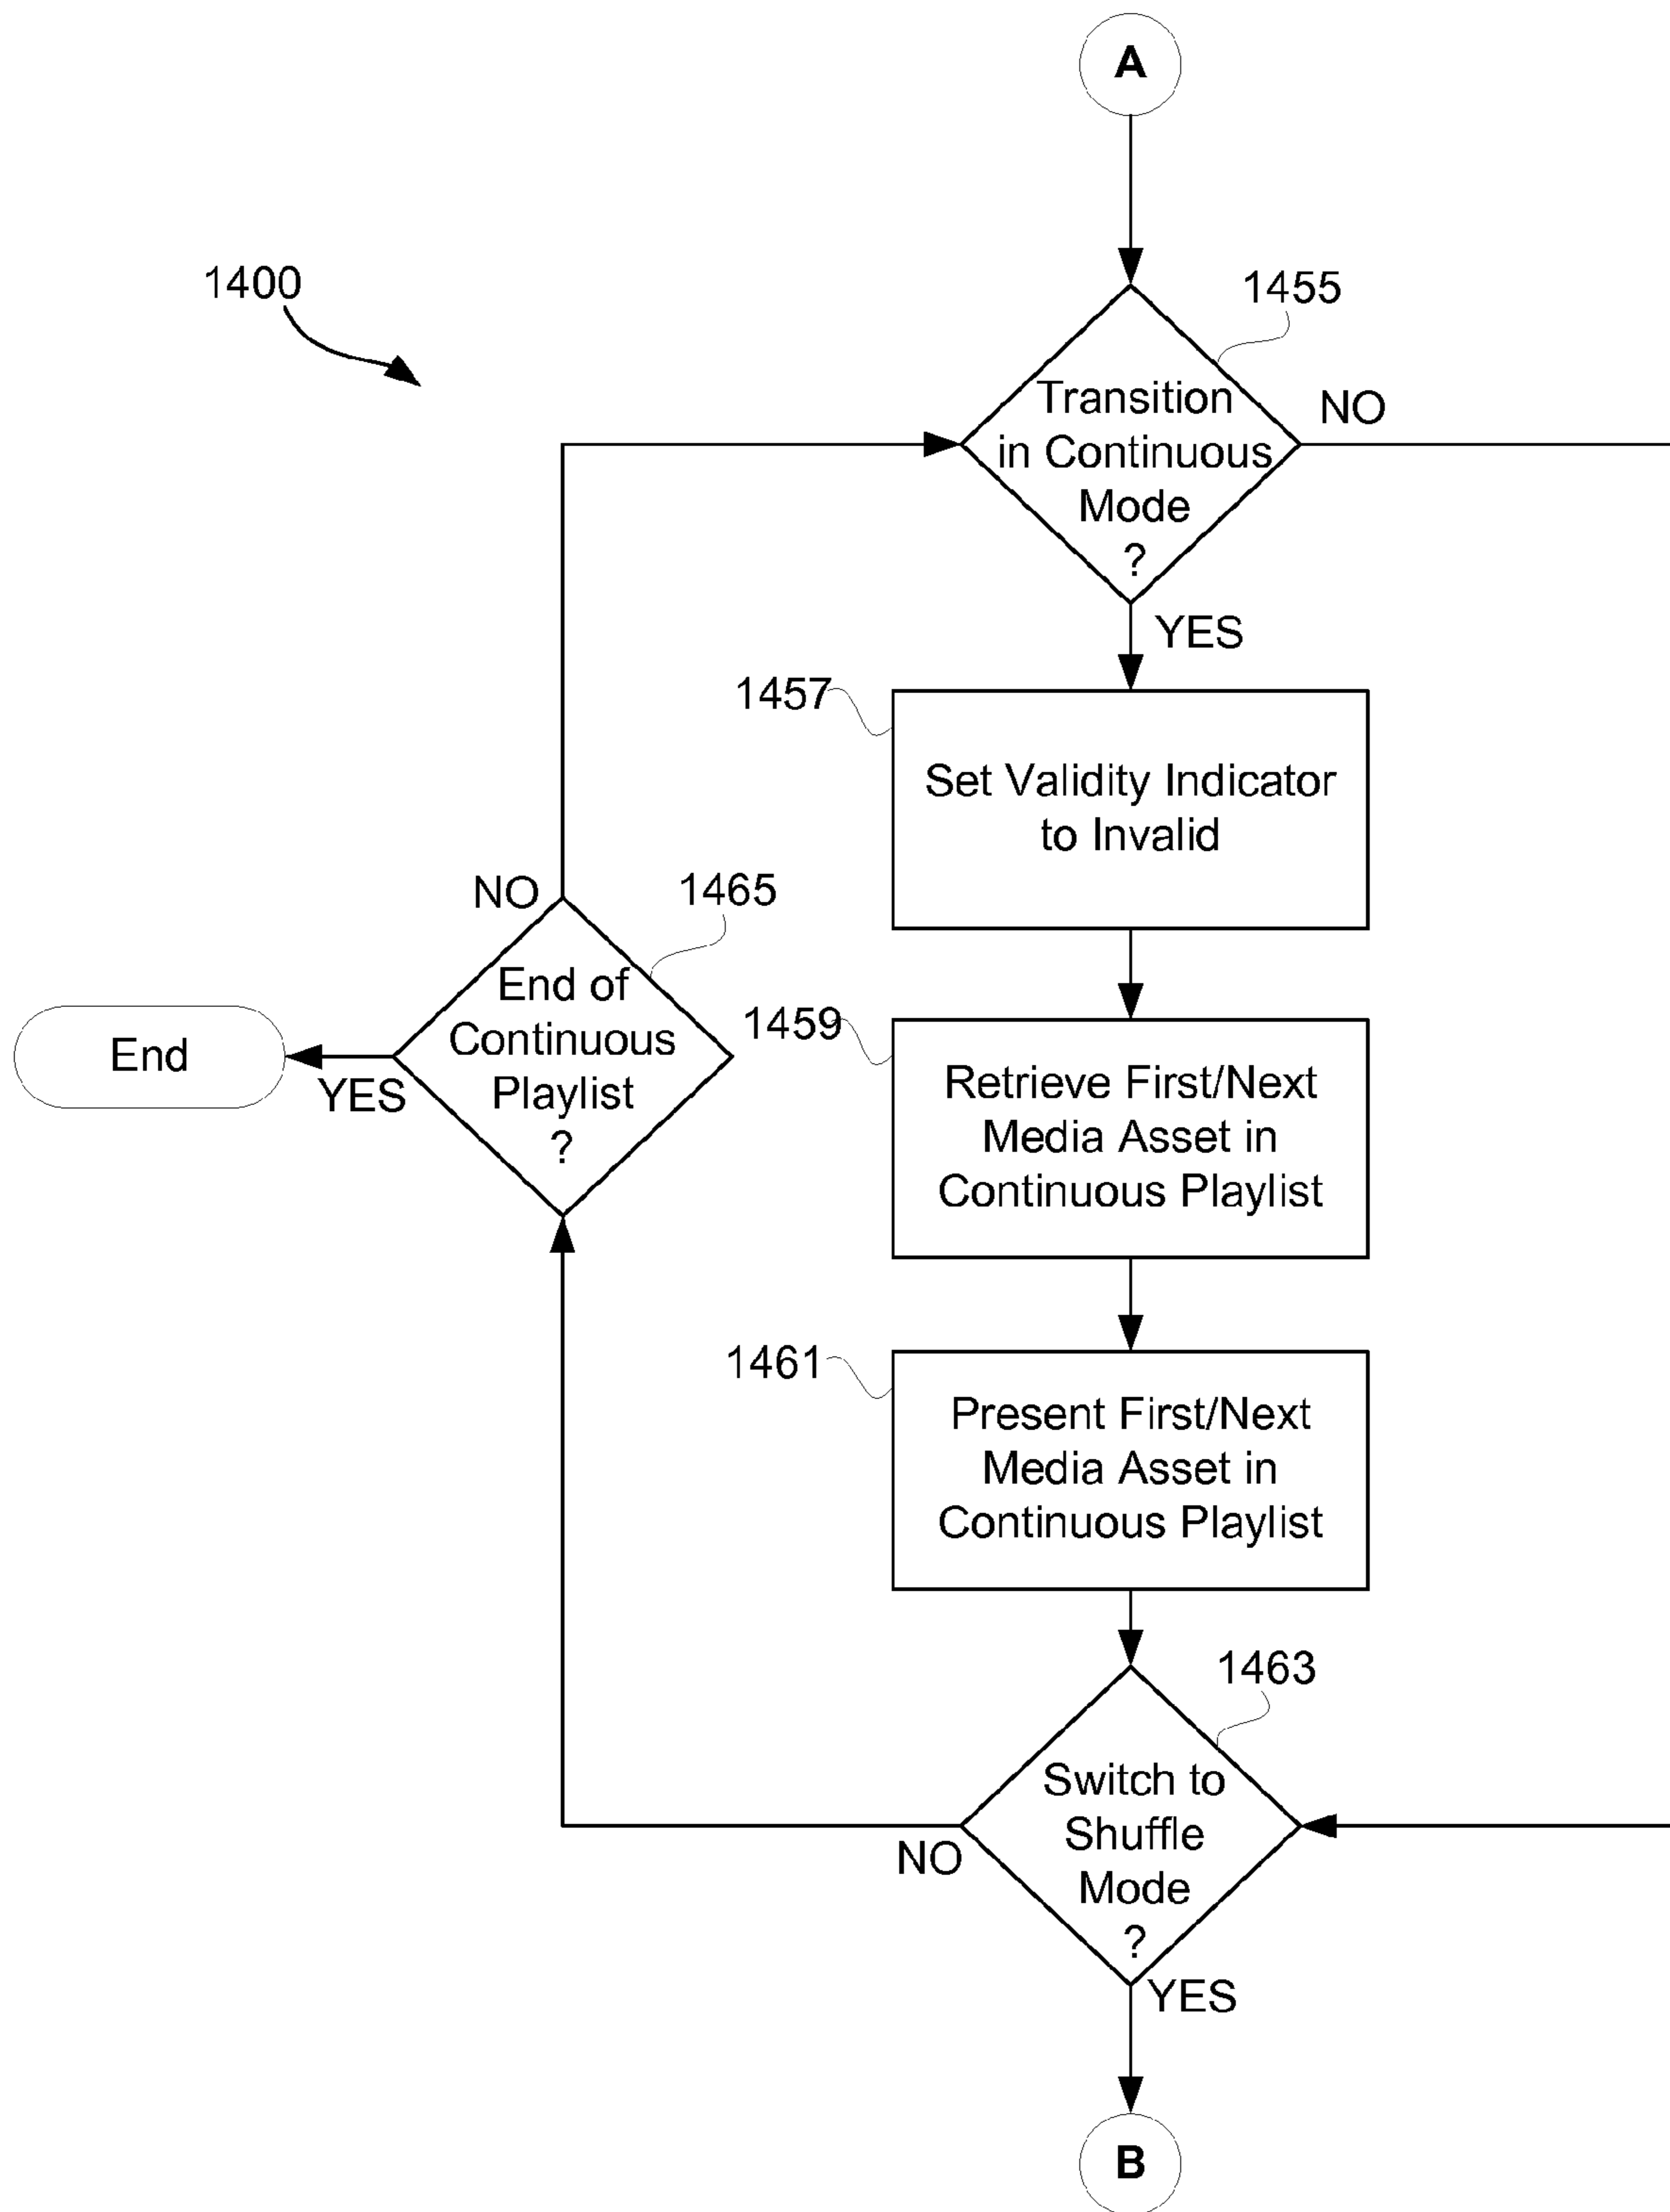 A
1400
1455
Transition
in Continuous
Mode
?
NO
YES
1457
Set Validity Indicator
to Invalid
NO
1465
End of
Continuous
Playlist
?
End
YES
1459
Retrieve First/Next
Media Asset in
Continuous Playlist
1461
Present First/Next
Media Asset in
Continuous Playlist
1463
Switch to
Shuffle
Mode
?
NO
YES
B